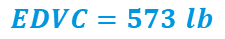 EDVC = 573 lb